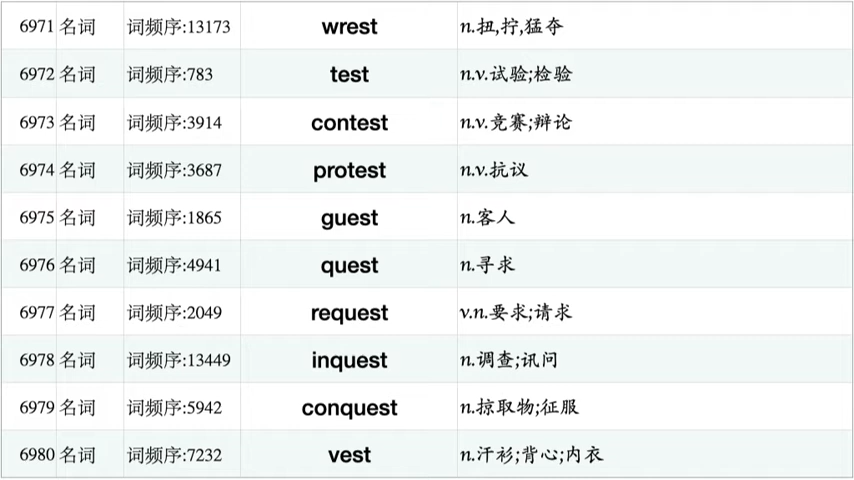 6971 名词 词频序:13173 wrest n.扭,拧,猛夺
6972 名词 词频序:783 test n.v.试验;检验
6973 名词 词频序:3914 contest n.v.竞赛;辩论
6974 名词 词频序:3687 protest n.v.抗议
6975 名词 词频序:1865 guest n.客人
6976 名词 词频序:4941 quest n.寻求
6977 名词 词频序:2049 request v.n.要求;请求
6978 名词 词频序:13449 inquest n.调查;讯问
6979 名词 词频序:5942 conquest n.掠取物;征服
6980 名词 词频序:7232 vest n.汗衫;背心;内衣